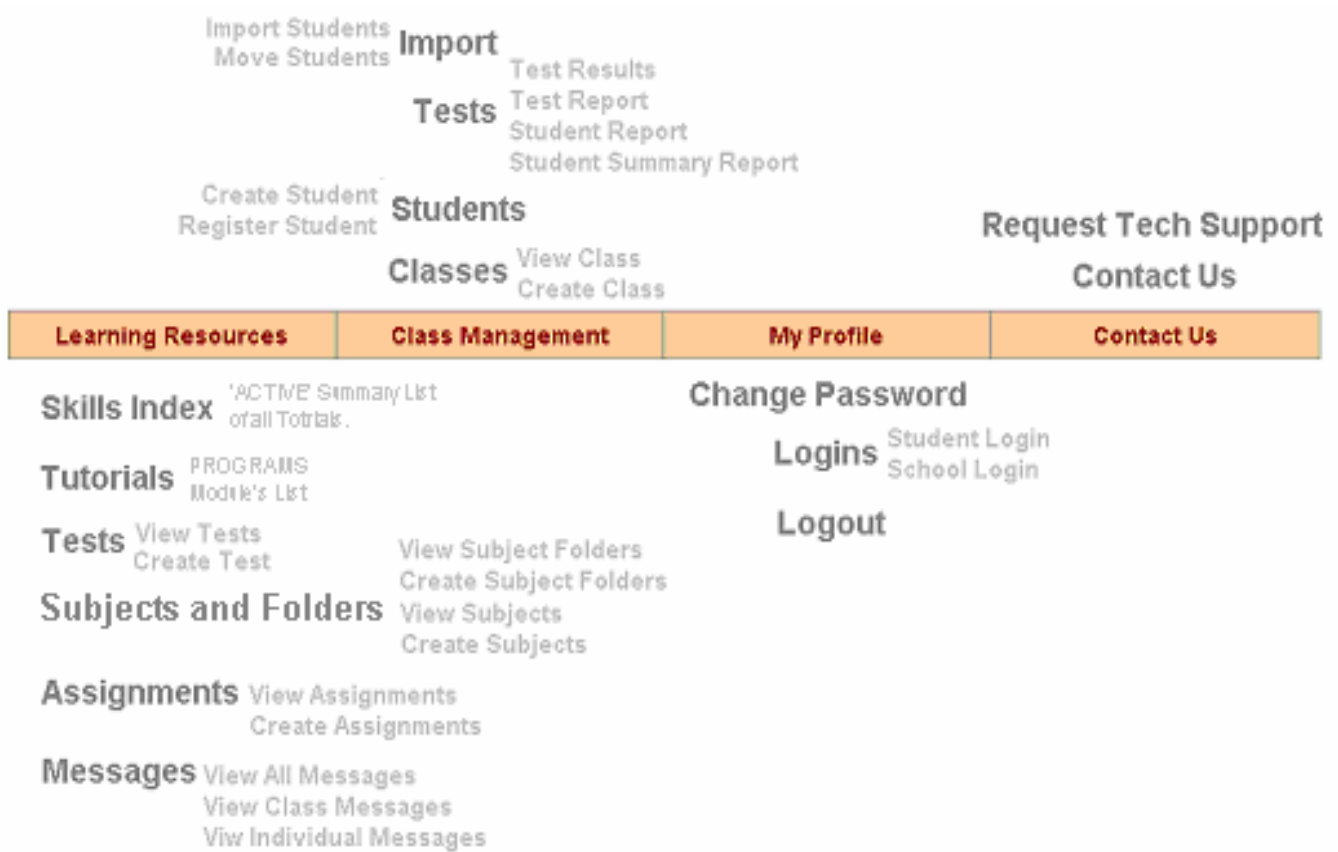 Import Students
Move Students
Import
Test Results
Test Report
Student Report
Student Summary Report
Tests
Create Student
Register Student
Students
Request Tech Support
Classes
View Class
Create Class
Contact Us
Learning Resources
Class Management
My Profile
Contact Us
Skills Index
'ACTIVE' Summary List
of all Totrials.
Tutorials
PROGRAMS
Module's List
Tests
View Tests
Create Test
Subjects and Folders
View Subject Folders
Create Subject Folders
View Subjects
Create Subjects
Assignments
View Assignments
Create Assignments
Messages
View All Messages
View Class Messages
Viw Individual Messages
Change Password
Logins
Student Login
School Login
Logout